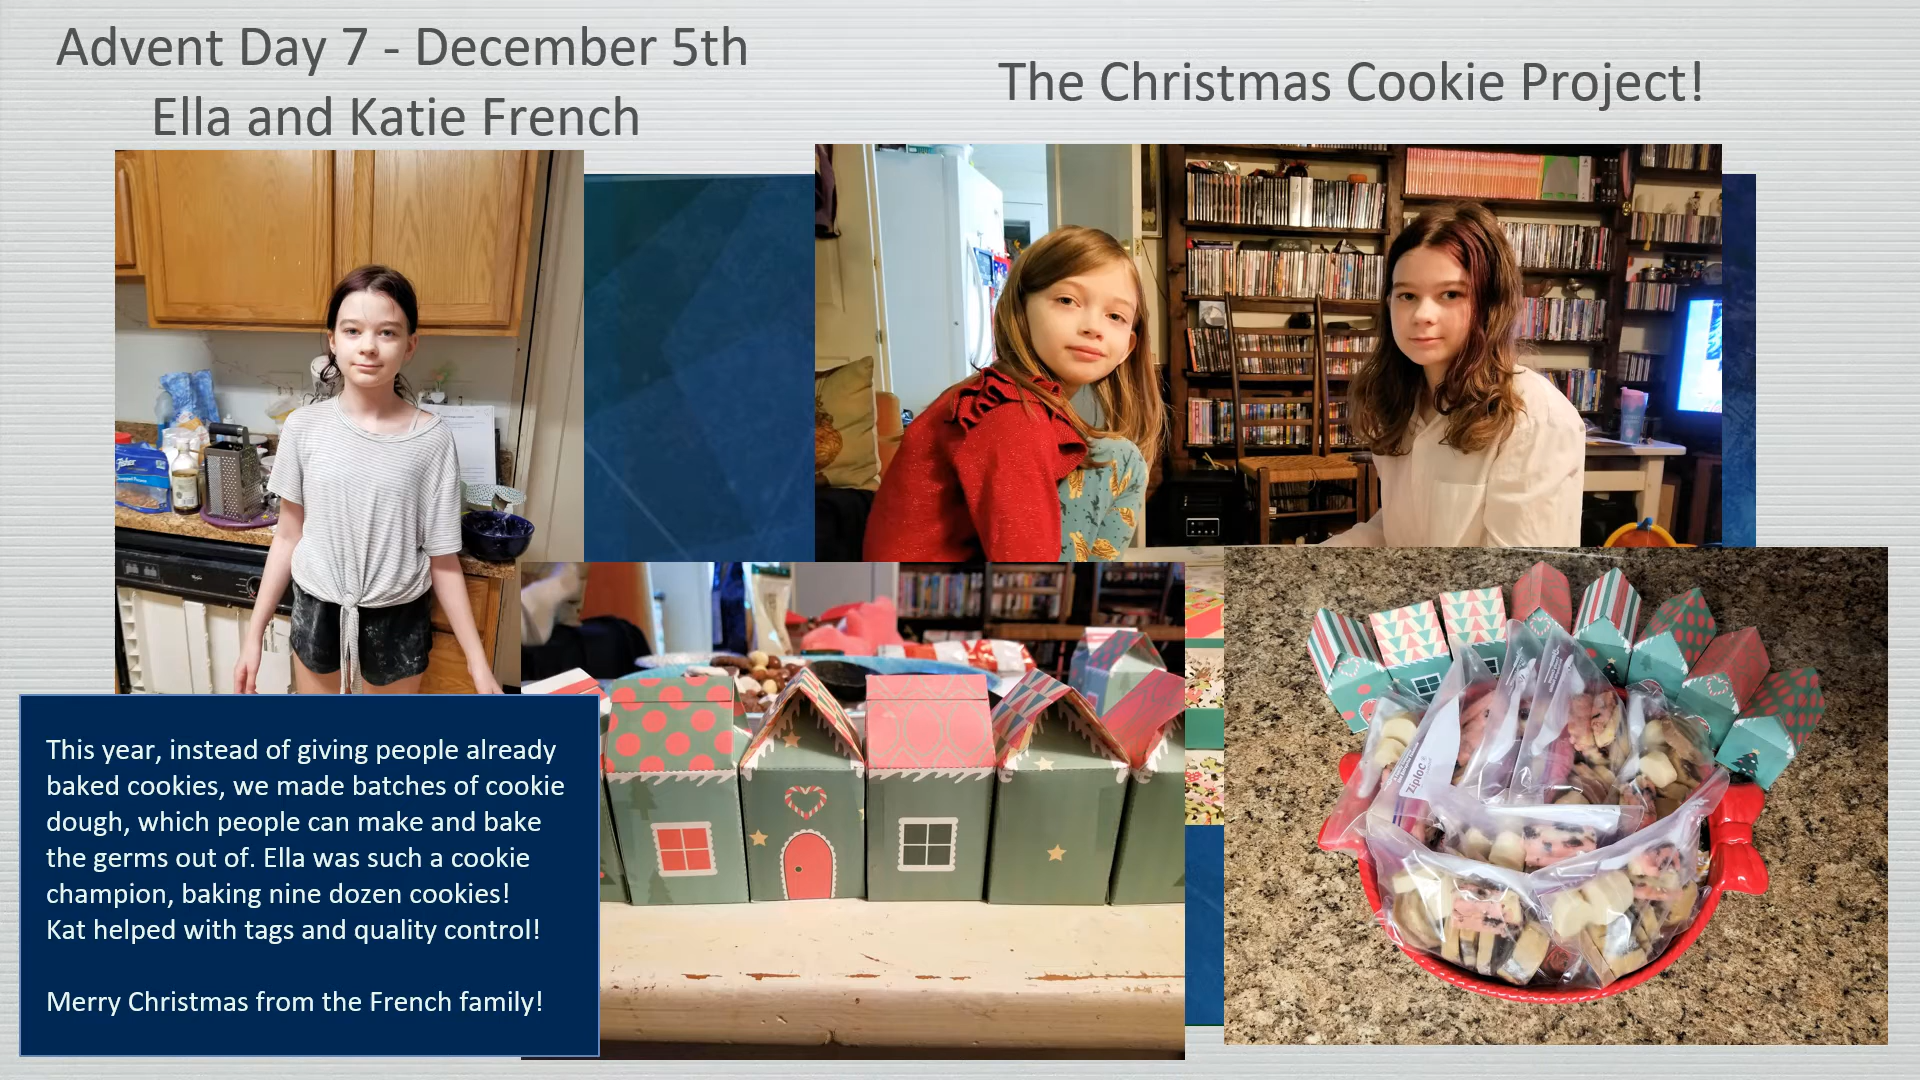 Advent Day 7 - December 5th
Ella and Katie French
The Christmas Cookie Project!
Fisher
Ziploc®
This year, instead of giving people already
baked cookies, we made batches of cookie
dough, which people can make and bake
the germs out of. Ella was such a cookie
champion, baking nine dozen cookies!
Kat helped with tags and quality control!
Merry Christmas from the French family!